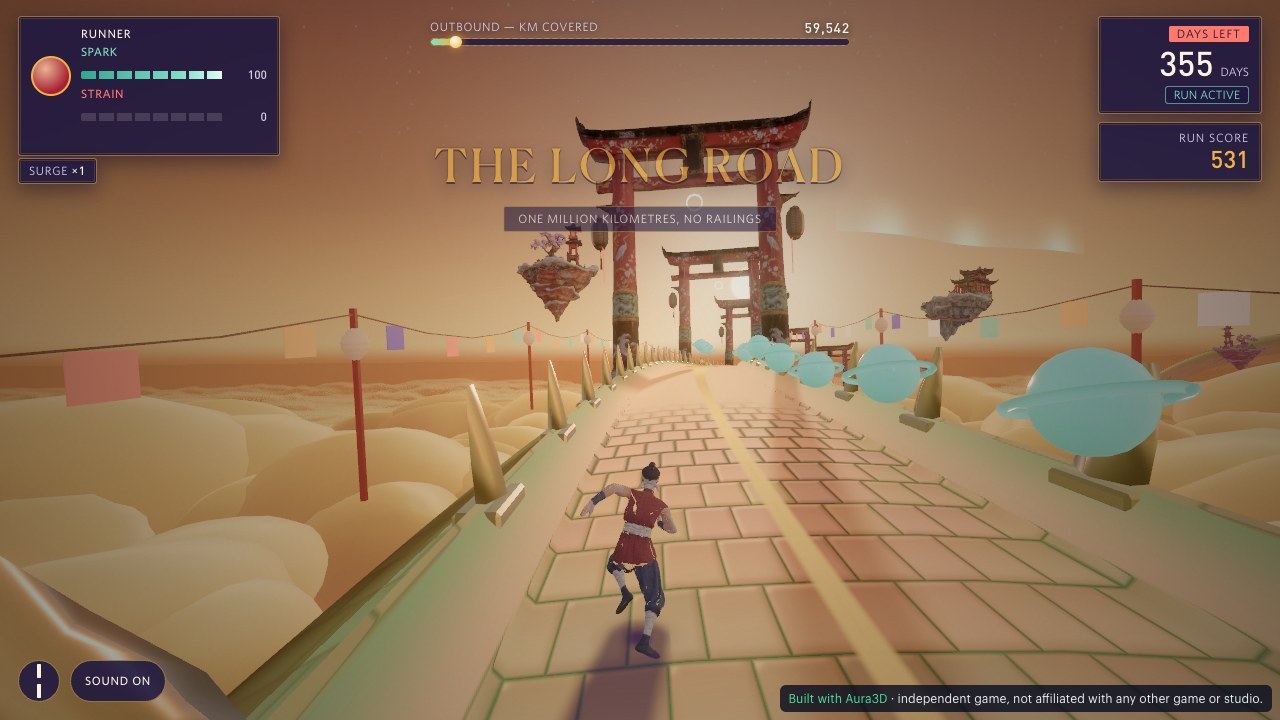 RUNNER
SPARK
100
STRAIN
0
SURGE ×1
OUTBOUND — KM COVERED 59,542
THE LONG ROAD
ONE MILLION KILOMETRES, NO RAILINGS
DAYS LEFT
355 DAYS
RUN ACTIVE
RUN SCORE
531
SOUND ON
Built with Aura3D · independent game, not affiliated with any other game or studio.